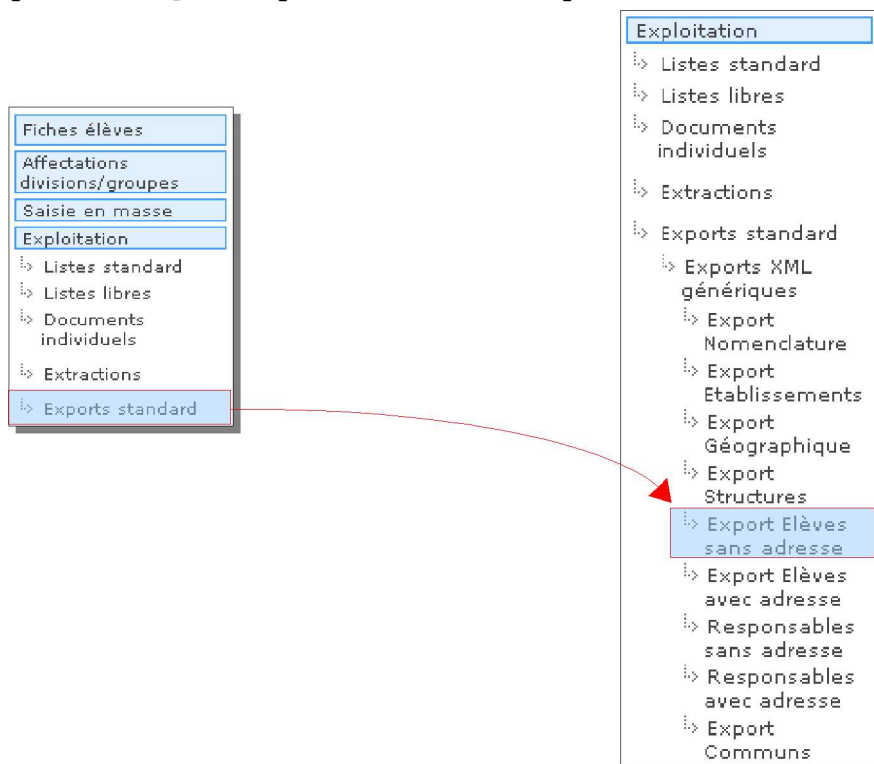 Fiches élèves
Affectations
divisions/groupes
Saisie en masse
Exploitation
Listes standard
Listes libres
Documents
individuels
Extractions
Exports standard
Exploitation
Listes standard
Listes libres
Documents
individuels
Extractions
Exports standard
Exports XML
génériques
Export
Nomenclature
Export
Etablissements
Export
Géographique
Export
Structures
Export Elèves
sans adresse
Export Elèves
avec adresse
Responsables
sans adresse
Responsables
avec adresse
Export
Communs